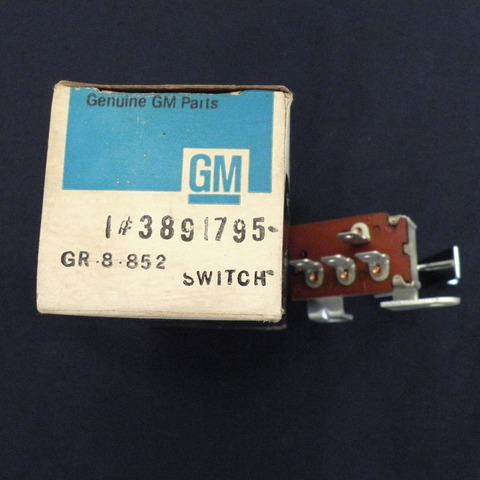 Genuine GM Parts
GM
1#3891795-
GR-8-852
SWITCH